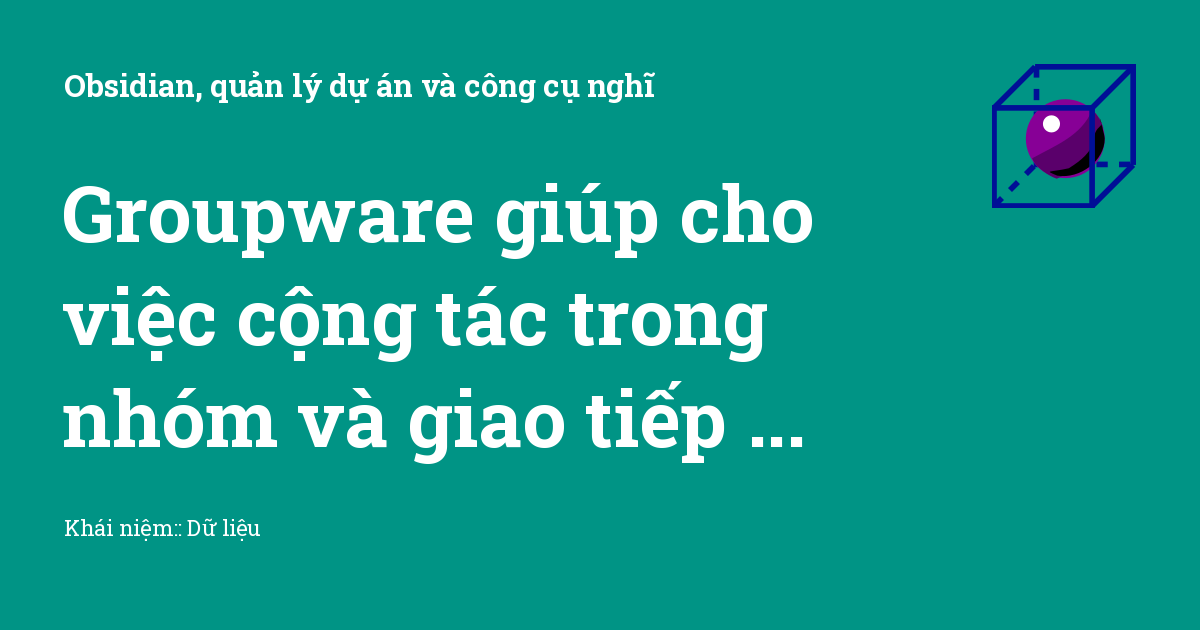 Obsidian, quản lý dự án và công cụ nghĩ
Groupware giúp cho
việc cộng tác trong
nhóm và giao tiếp ...
Khái niệm:: Dữ liệu